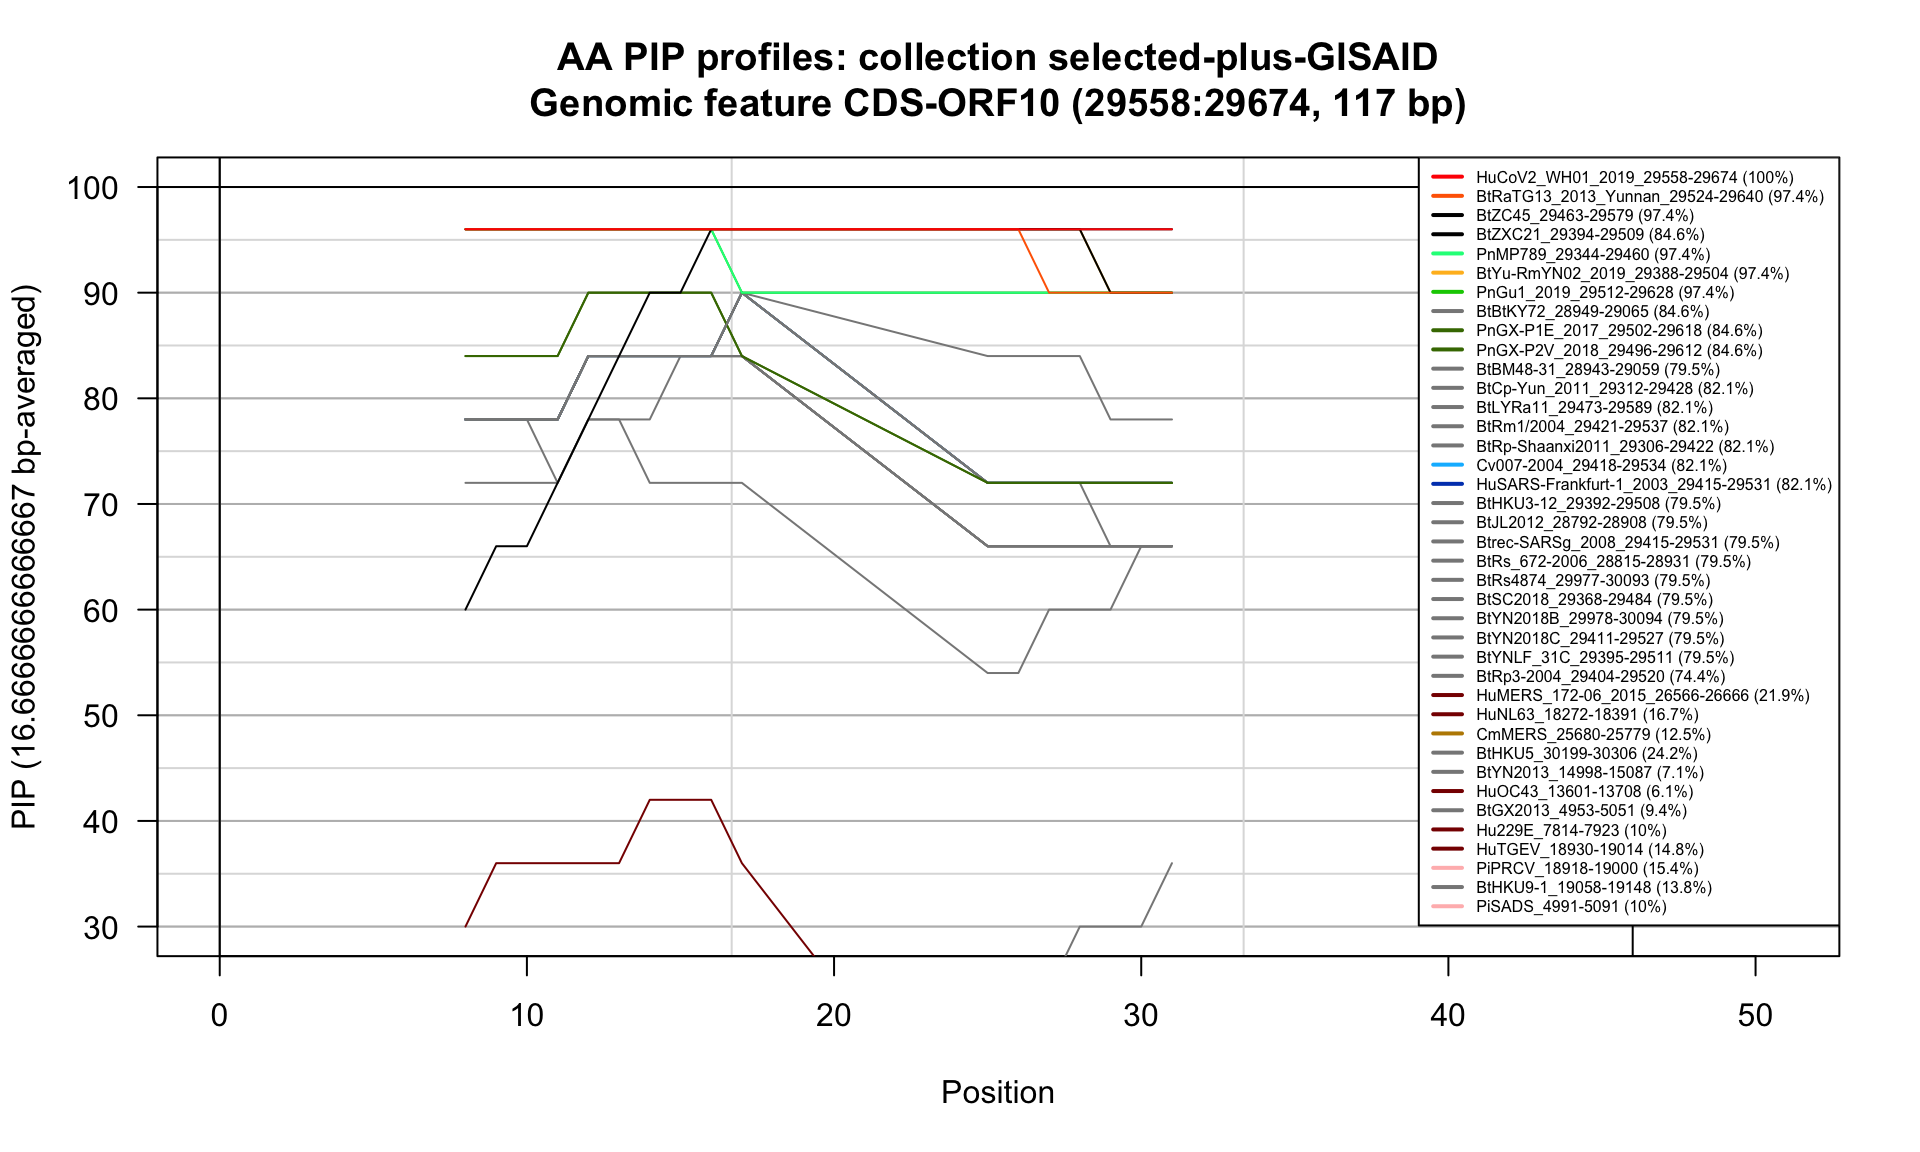 AA PIP profiles: collection selected-plus-GISAID
Genomic feature CDS-ORF10 (29558:29674, 117 bp)
PIP (16.6666666666667 bp-averaged)
100
90
80
70
60
50
40
30
0
10
20
30
40
50
Position
HuCoV2_WH01_2019_29558-29674 (100%)
BtRaTG13_2013_Yunnan_29524-29640 (97.4%)
BtZC45_29463-29579 (97.4%)
BtZXC21_29394-29509 (84.6%)
PnMP789_29344-29460 (97.4%)
BtYu-RmYN02_2019_29388-29504 (97.4%)
PnGu1_2019_29512-29628 (97.4%)
BtBtKY72_28949-29065 (84.6%)
PnGX-P1E_2017_29502-29618 (84.6%)
PnGX-P2V_2018_29496-29612 (84.6%)
BtBM48-31_28943-29059 (79.5%)
BtCp-Yun_2011_29312-29428 (82.1%)
BtLYRa11_29473-29589 (82.1%)
BtRm1/2004_29421-29537 (82.1%)
BtRp-Shaanxi2011_29306-29422 (82.1%)
Cv007-2004_29418-29534 (82.1%)
HuSARS-Frankfurt-1_2003_29415-29531 (82.1%)
BtHKU3-12_29392-29508 (79.5%)
BtJL2012_28792-28908 (79.5%)
Btrec-SARSg_2008_29415-29531 (79.5%)
BtRs_672-2006_28815-28931 (79.5%)
BtRs4874_29977-30093 (79.5%)
BtSC2018_29368-29484 (79.5%)
BtYN2018B_29978-30094 (79.5%)
BtYN2018C_29411-29527 (79.5%)
BtYNLF_31C_29395-29511 (79.5%)
BtRp3-2004_29404-29520 (74.4%)
HuMERS_172-06_2015_26566-26666 (21.9%)
HuNL63_18272-18391 (16.7%)
CmMERS_25680-25779 (12.5%)
BtHKU5_30199-30306 (24.2%)
BtYN2013_14998-15087 (7.1%)
HuOC43_13601-13708 (6.1%)
BtGX2013_4953-5051 (9.4%)
Hu229E_7814-7923 (10%)
HuTGEV_18930-19014 (14.8%)
PiPRCV_18918-19000 (15.4%)
BtHKU9-1_19058-19148 (13.8%)
PiSADS_4991-5091 (10%)